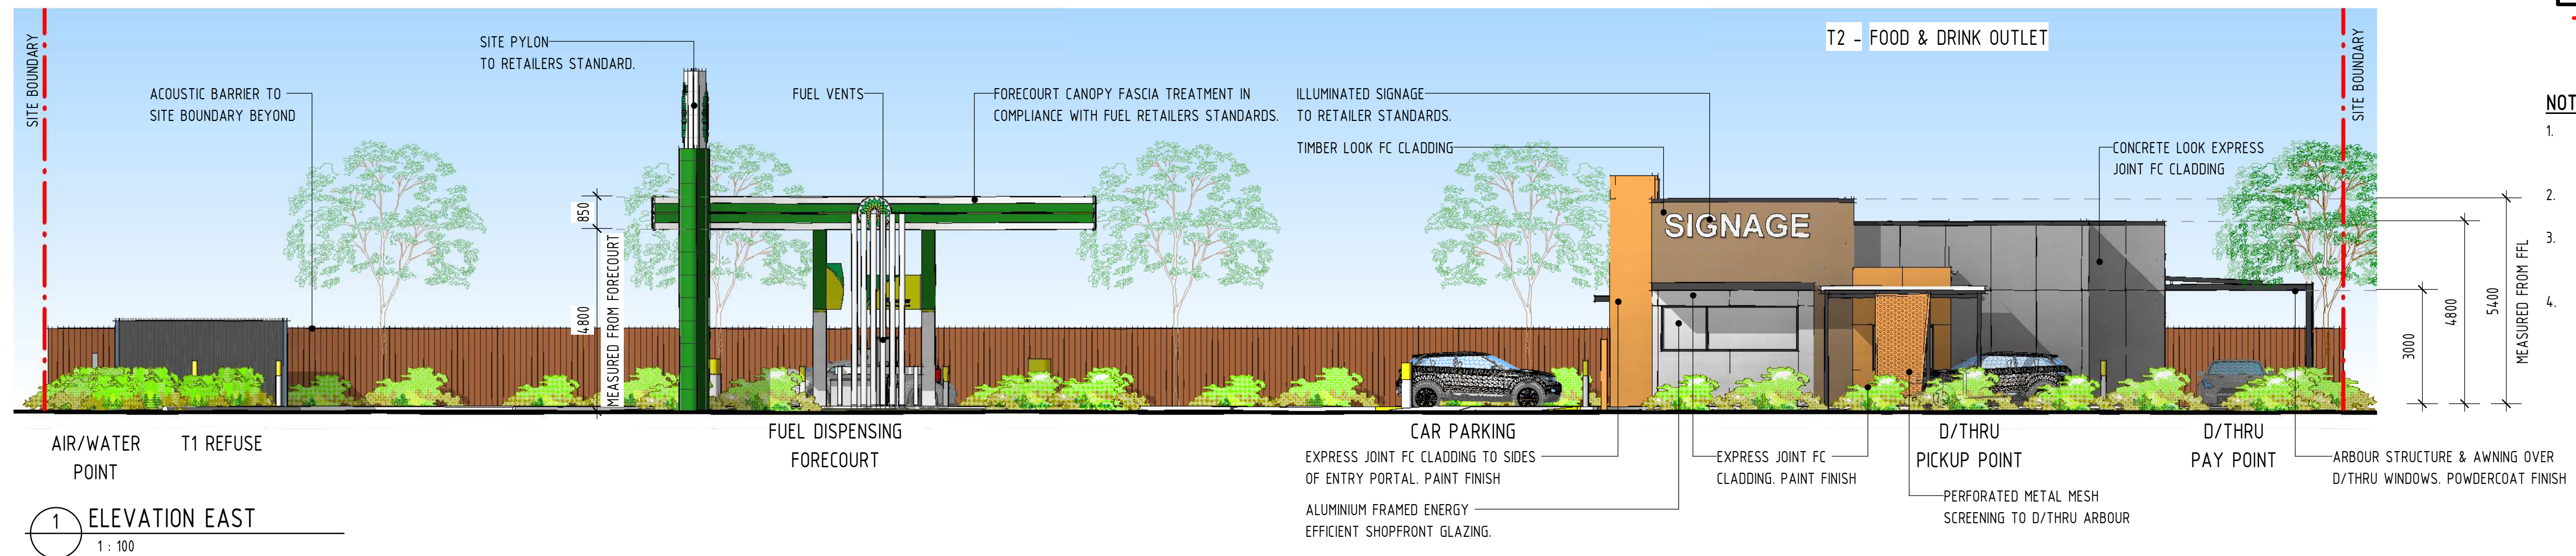 SITE BOUNDARY
SITE PYLON
TO RETAILERS STANDARD.
ACOUSTIC BARRIER TO
SITE BOUNDARY BEYOND
FUEL VENTS
FORECOURT CANOPY FASCIA TREATMENT IN
COMPLIANCE WITH FUEL RETAILERS STANDARDS.
ILLUMINATED SIGNAGE
TO RETAILER STANDARDS.
TIMBER LOOK FC CLADDING
T2 - FOOD & DRINK OUTLET
CONCRETE LOOK EXPRESS
JOINT FC CLADDING
SITE BOUNDARY
NOT
1.
2.
3.
4.
850
4800
MEASURED FROM FORECOURT
SIGNAGE
3000
4800
5400
MEASURED FROM FFL
AIR/WATER
POINT
T1 REFUSE
FUEL DISPENSING
FORECOURT
CAR PARKING
D/THRU
PICKUP POINT
D/THRU
PAY POINT
EXPRESS JOINT FC CLADDING TO SIDES
OF ENTRY PORTAL. PAINT FINISH
ALUMINIUM FRAMED ENERGY
EFFICIENT SHOPFRONT GLAZING.
EXPRESS JOINT FC
CLADDING. PAINT FINISH
PERFORATED METAL MESH
SCREENING TO D/THRU ARBOUR
ARBOUR STRUCTURE & AWNING OVER
D/THRU WINDOWS. POWDERCOAT FINISH
1
ELEVATION EAST
1 : 100